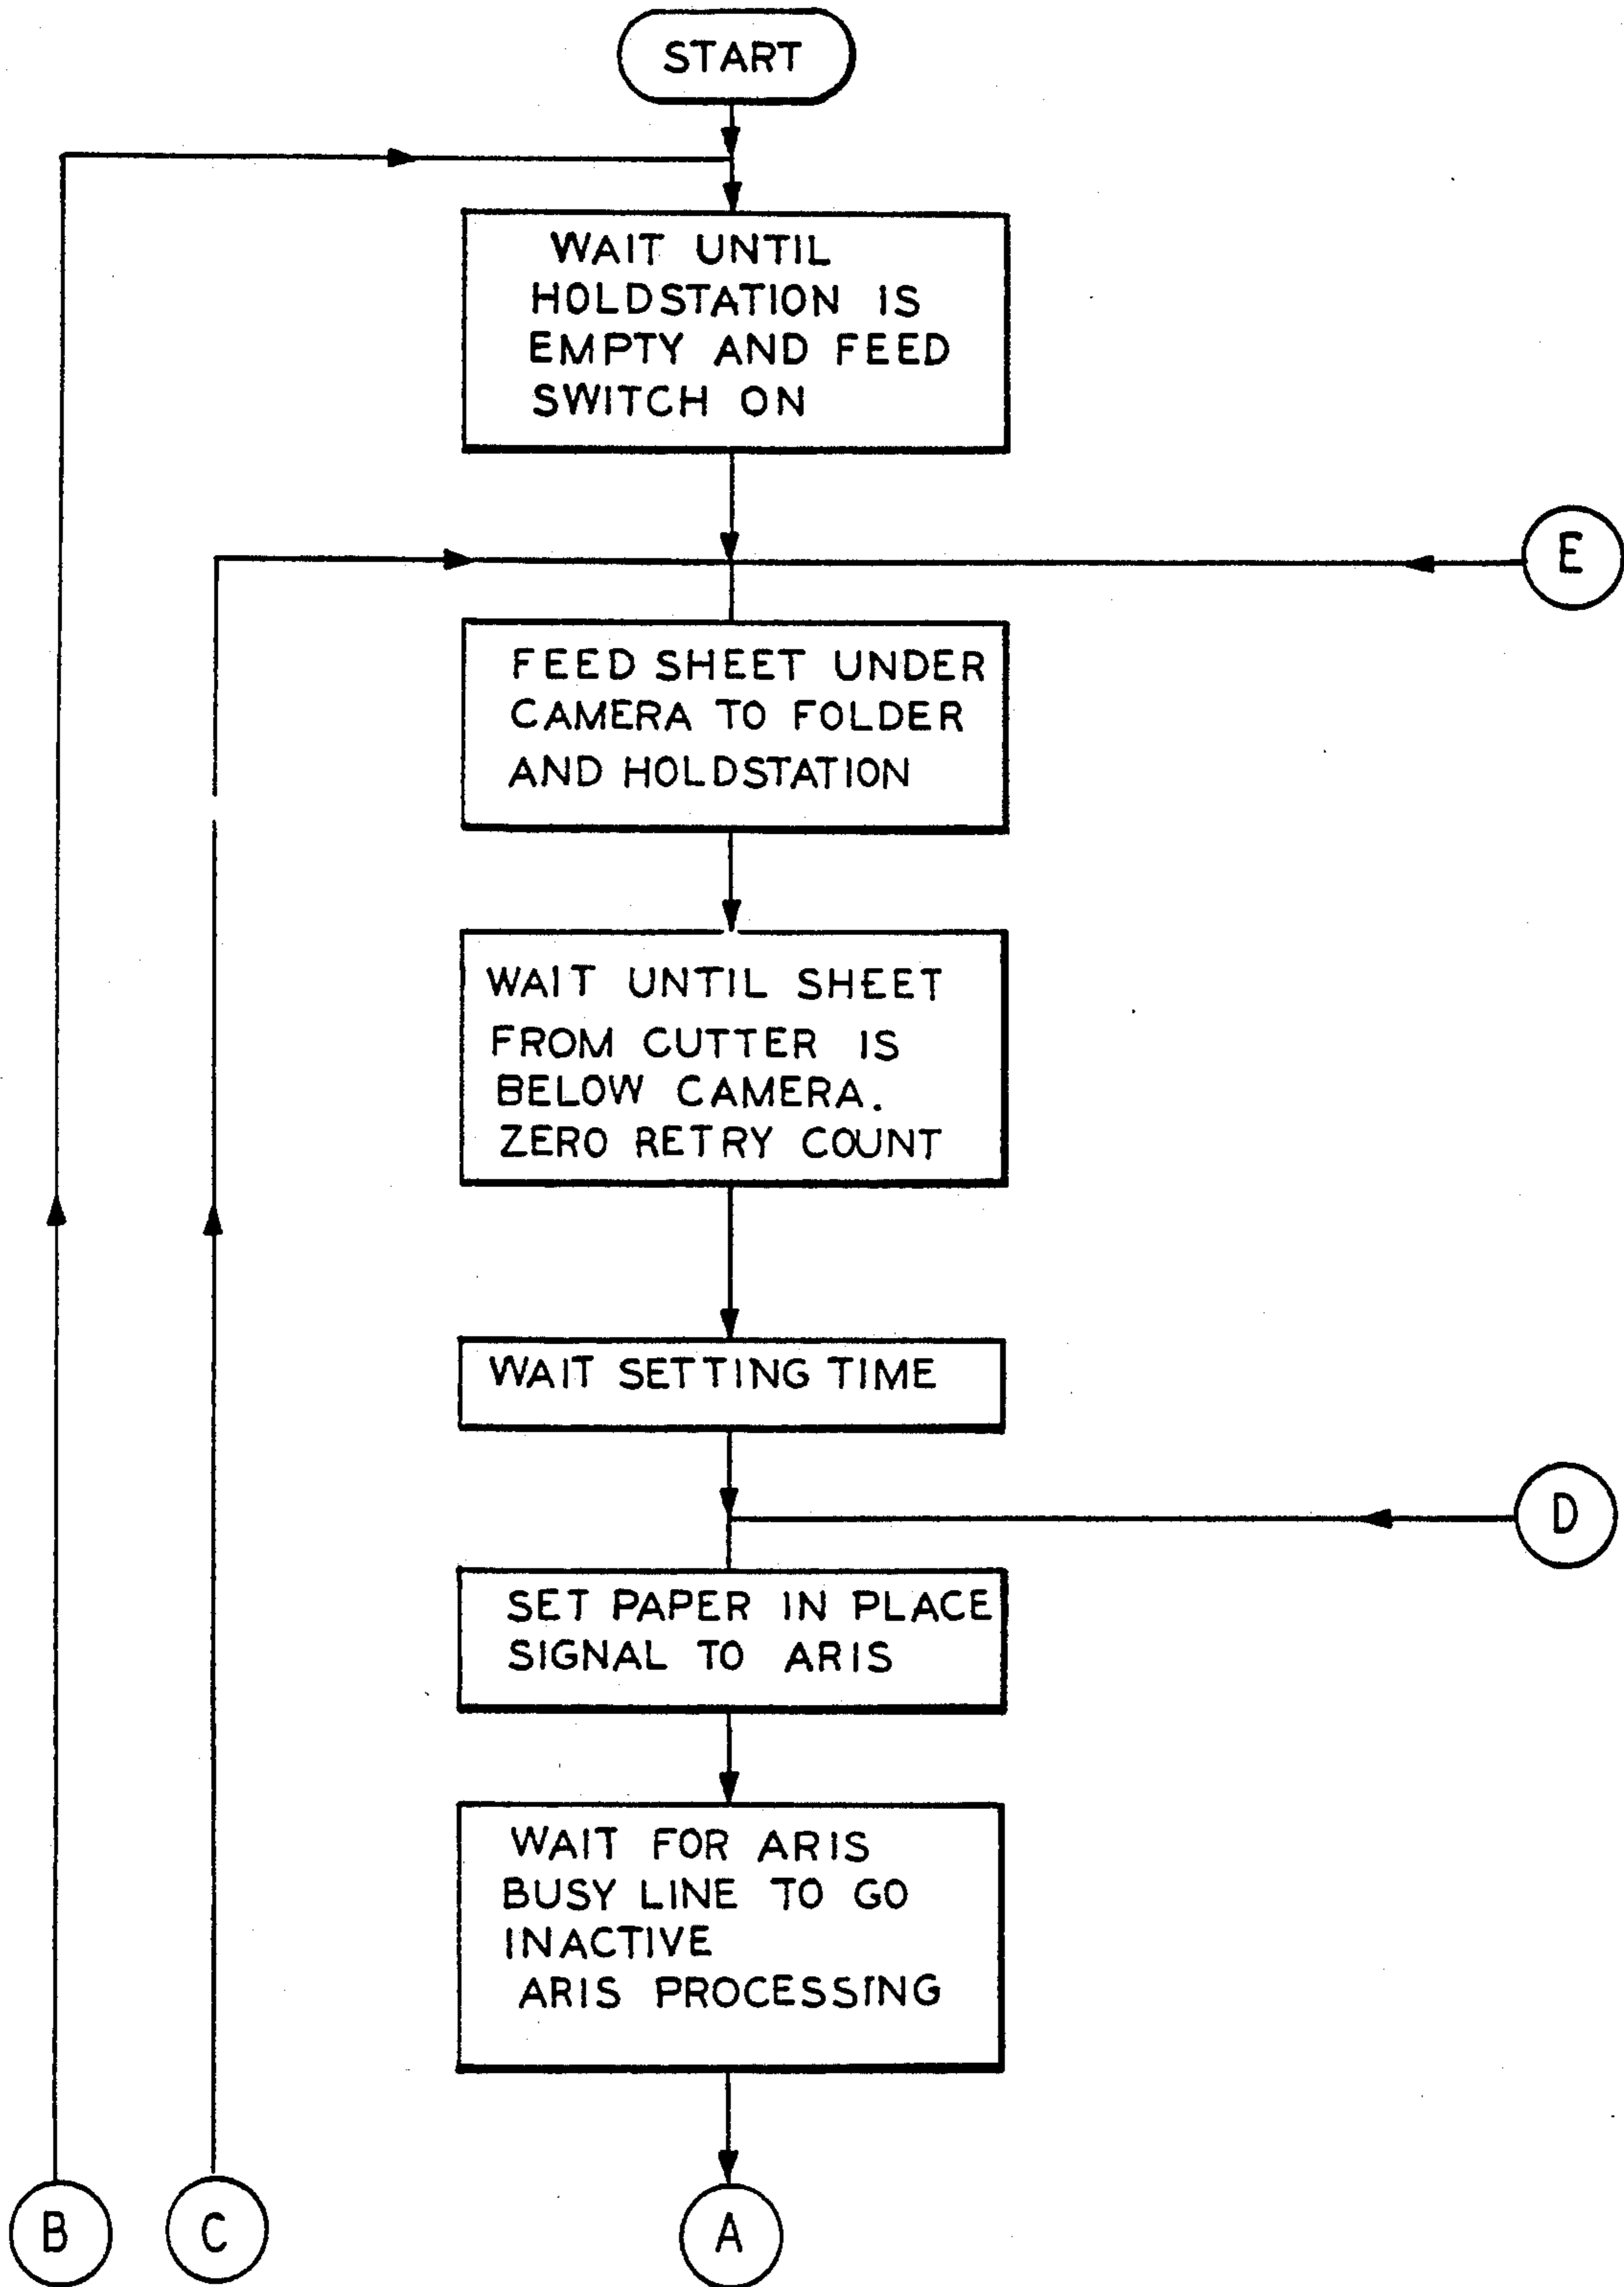 START
WAIT UNTIL
HOLDSTATION IS
EMPTY AND FEED
SWITCH ON
E
FEED SHEET UNDER
CAMERA TO FOLDER
AND HOLDSTATION
WAIT UNTIL SHEET
FROM CUTTER IS
BELOW CAMERA.
ZERO RETRY COUNT
WAIT SETTING TIME
D
SET PAPER IN PLACE
SIGNAL TO ARIS
WAIT FOR ARIS
BUSY LINE TO GO
INACTIVE
ARIS PROCESSING
B
C
A